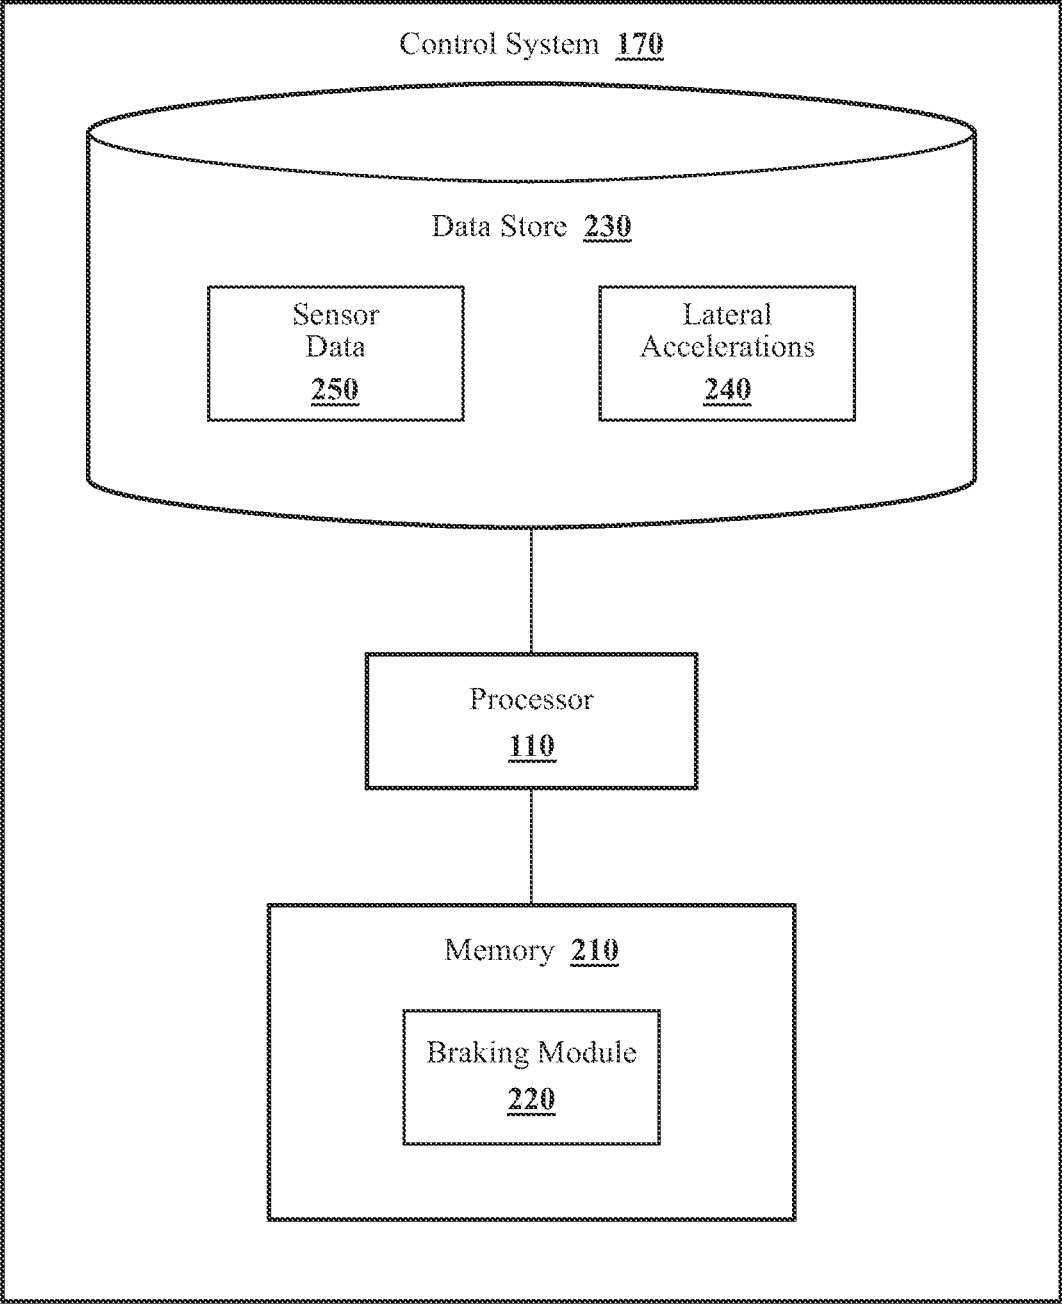 Control System 170
Data Store 230
Sensor
Data
250
Lateral
Accelerations
240
Processor
110
Memory 210
Braking Module
220